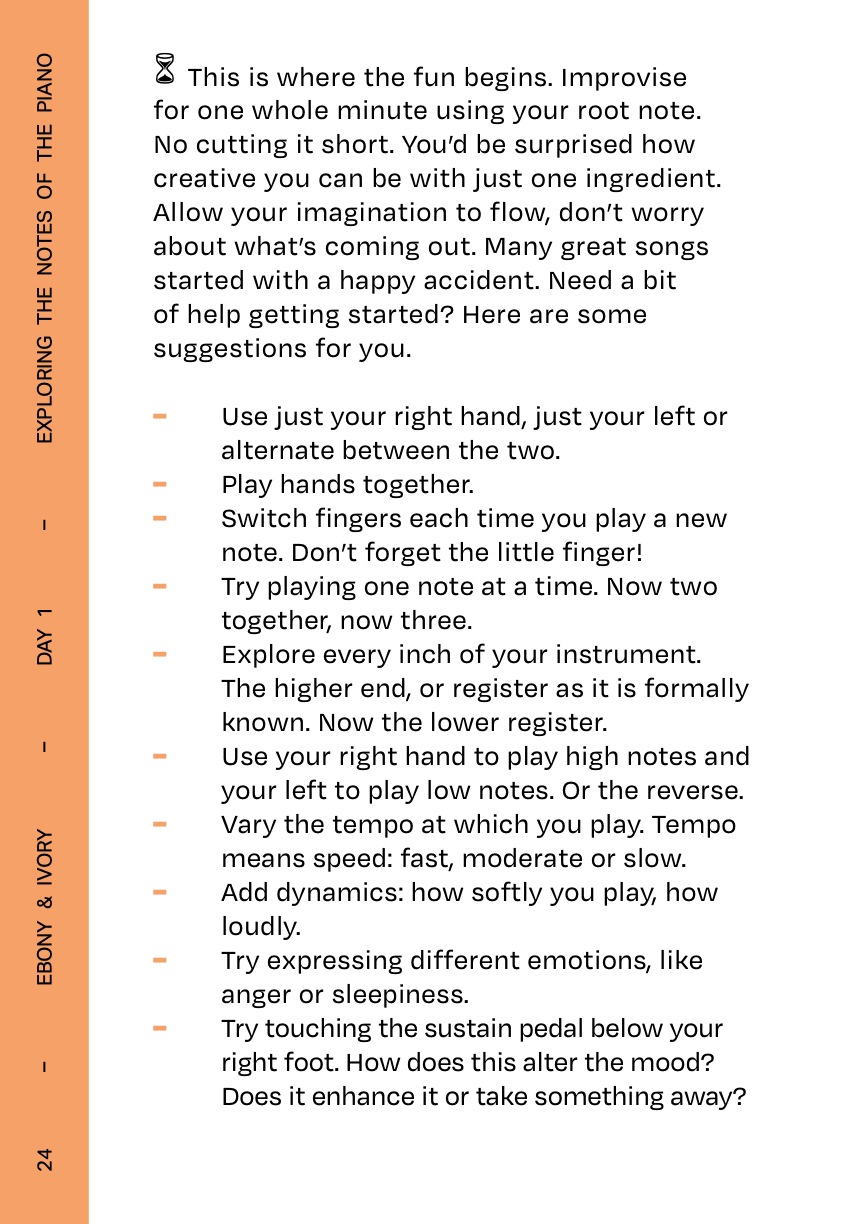 24 – EBONY & IVORY – DAY 1 – EXPLORING THE NOTES OF THE PIANO
This is where the fun begins. Improvise
for one whole minute using your root note.
No cutting it short. You’d be surprised how
creative you can be with just one ingredient.
Allow your imagination to flow, don’t worry
about what’s coming out. Many great songs
started with a happy accident. Need a bit
of help getting started? Here are some
suggestions for you.
– Use just your right hand, just your left or
alternate between the two.
– Play hands together.
– Switch fingers each time you play a new
note. Don’t forget the little finger!
– Try playing one note at a time. Now two
together, now three.
– Explore every inch of your instrument.
The higher end, or register as it is formally
known. Now the lower register.
– Use your right hand to play high notes and
your left to play low notes. Or the reverse.
– Vary the tempo at which you play. Tempo
means speed: fast, moderate or slow.
– Add dynamics: how softly you play, how
loudly.
– Try expressing different emotions, like
anger or sleepiness.
– Try touching the sustain pedal below your
right foot. How does this alter the mood?
Does it enhance it or take something away?